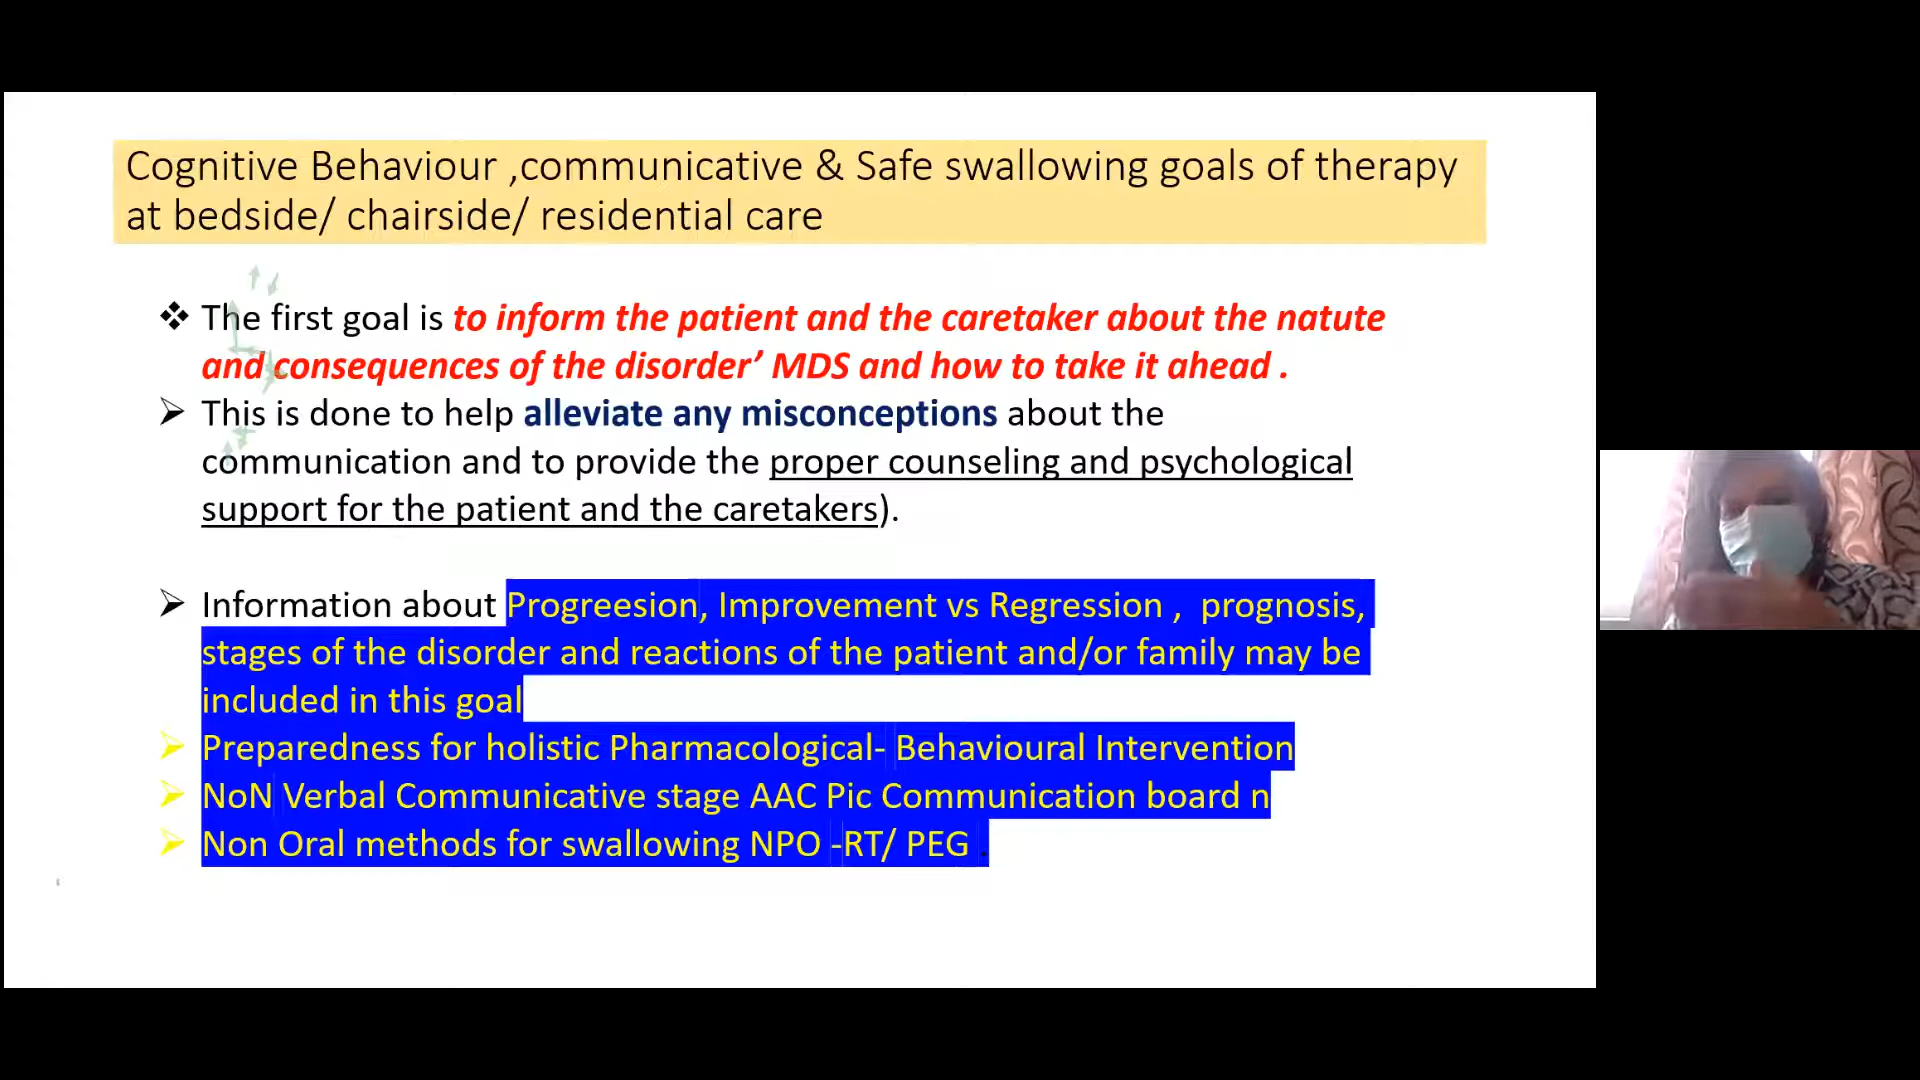 Cognitive Behaviour ,communicative & Safe swallowing goals of therapy
at bedside/ chairside/ residential care
The first goal is to inform the patient and the caretaker about the natute
and consequences of the disorder’ MDS and how to take it ahead .
This is done to help alleviate any misconceptions about the
communication and to provide the proper counseling and psychological
support for the patient and the caretakers).
Information about Progreesion, Improvement vs Regression , prognosis,
stages of the disorder and reactions of the patient and/or family may be
included in this goal
Preparedness for holistic Pharmacological- Behavioural Intervention
NoN Verbal Communicative stage AAC Pic Communication board n
Non Oral methods for swallowing NPO -RT/ PEG .